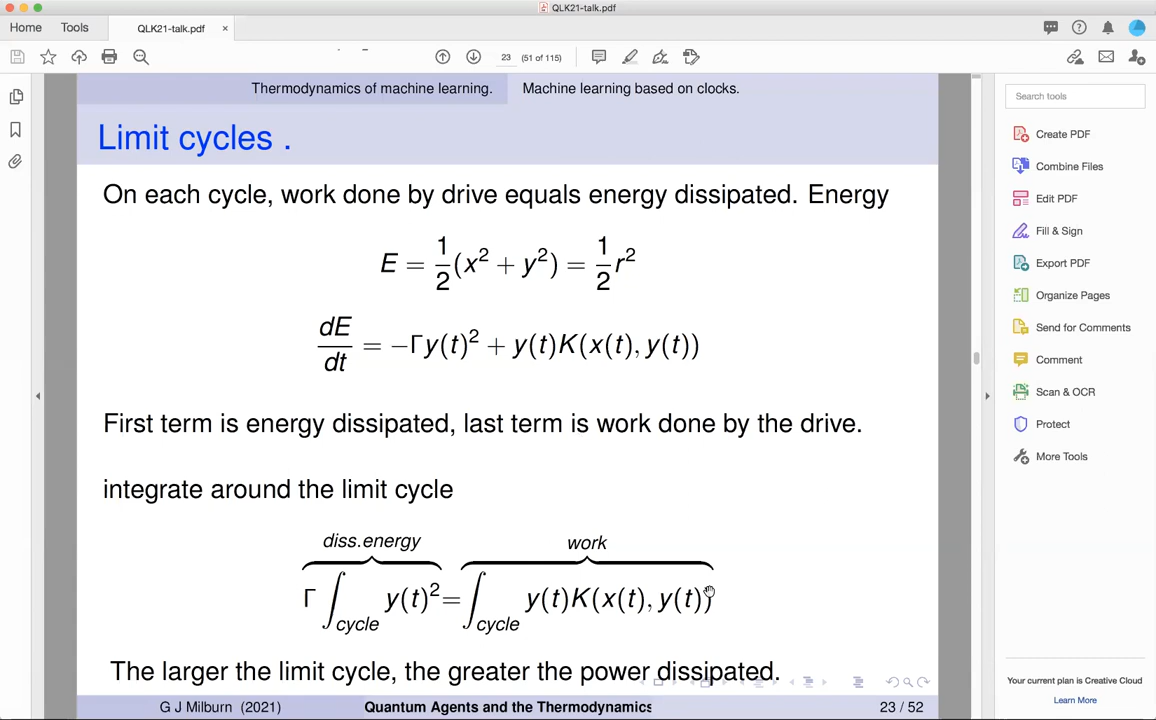 QLK21-talk.pdf
Home Tools QLK21-talk.pdf ×
23 (51 of 115)
Thermodynamics of machine learning. Machine learning based on clocks.
Limit cycles .
On each cycle, work done by drive equals energy dissipated. Energy
E = 1/2 (x² + y²) = 1/2 r²
dE/dt = −Γy(t)² + y(t)K(x(t), y(t))
First term is energy dissipated, last term is work done by the drive.
integrate around the limit cycle
diss.energy work
Γ ∫cycle y(t)² = ∫cycle y(t)K(x(t), y(t))
The larger the limit cycle, the greater the power dissipated.
G J Milburn (2021) Quantum Agents and the Thermodynamics 23 / 52
Search tools
Create PDF
Combine Files
Edit PDF
Fill & Sign
Export PDF
Organize Pages
Send for Comments
Comment
Scan & OCR
Protect
More Tools
Your current plan is Creative Cloud
Learn More